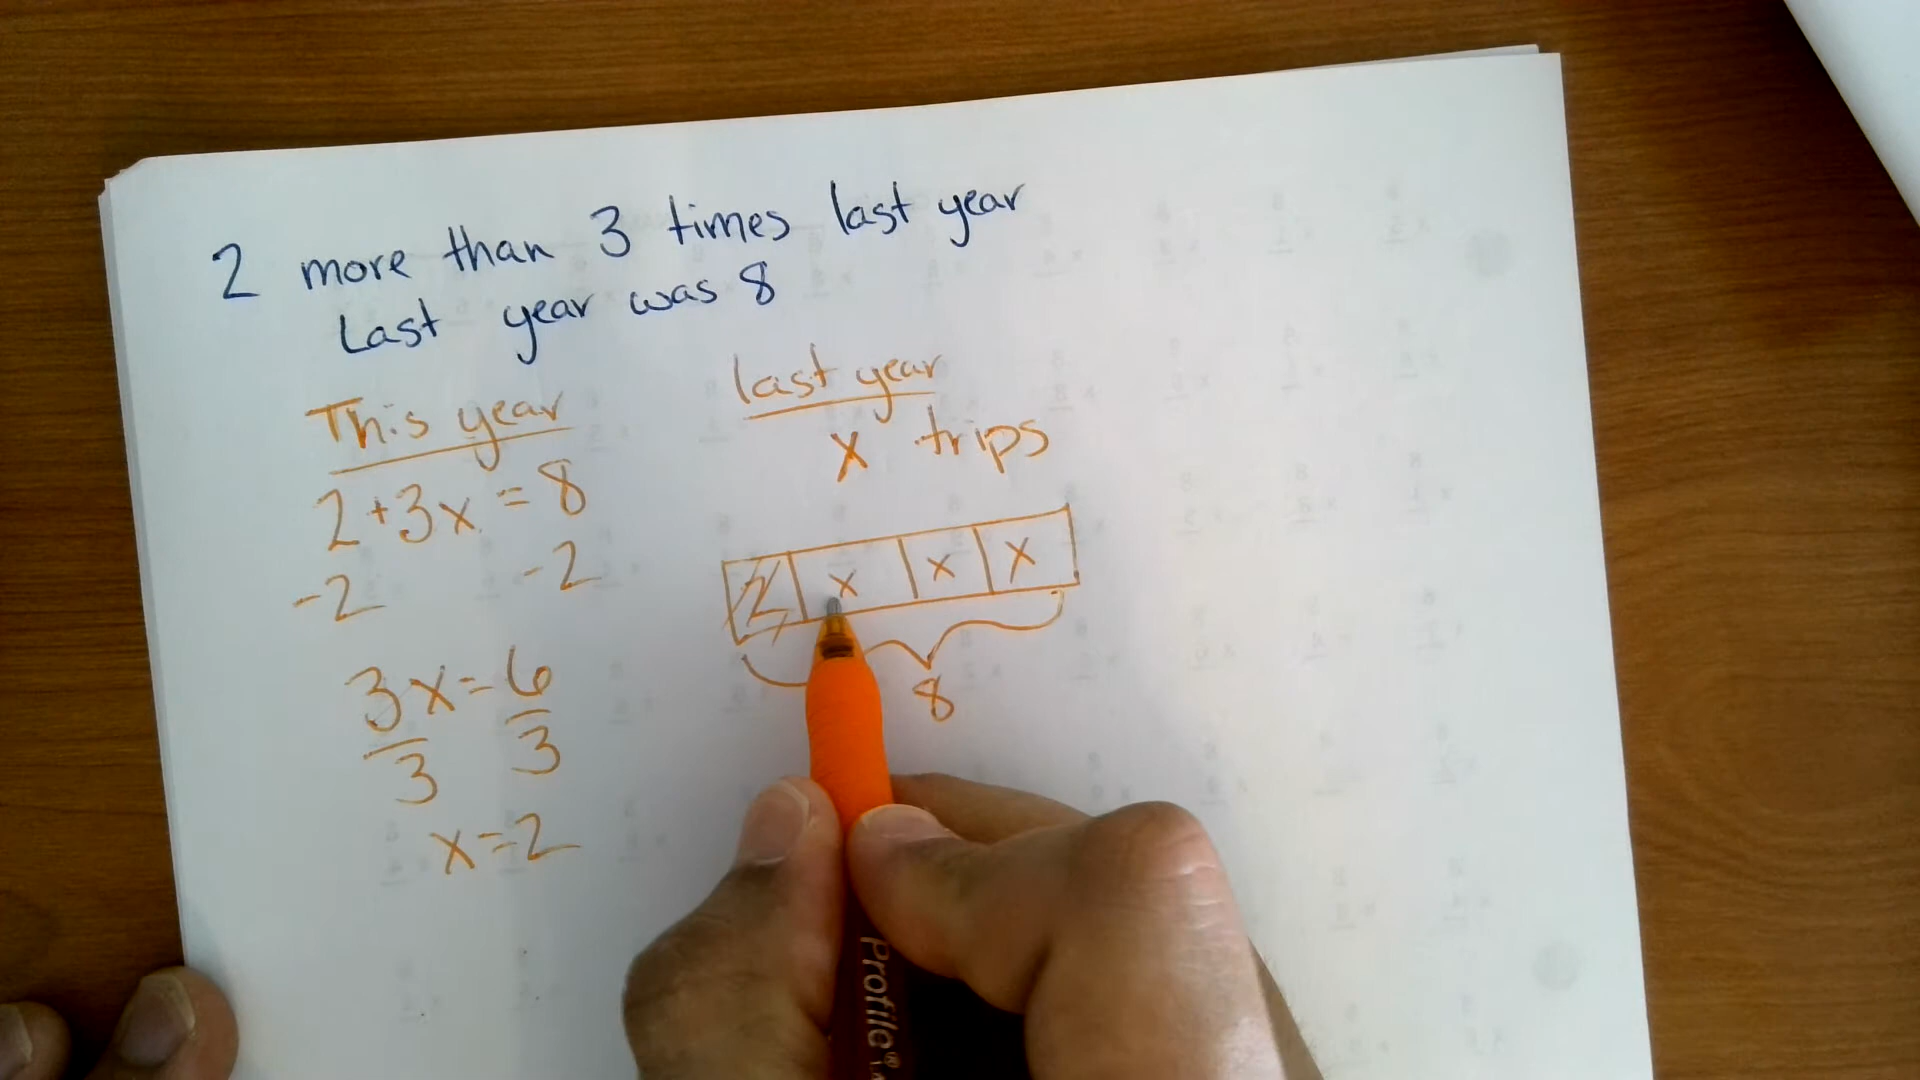 2 more than 3 times last year
Last year was 8
This year
2+3x=8
-2 -2
3x=6
3 3
x=2
last year
x trips
2 x x x
8
Profile®